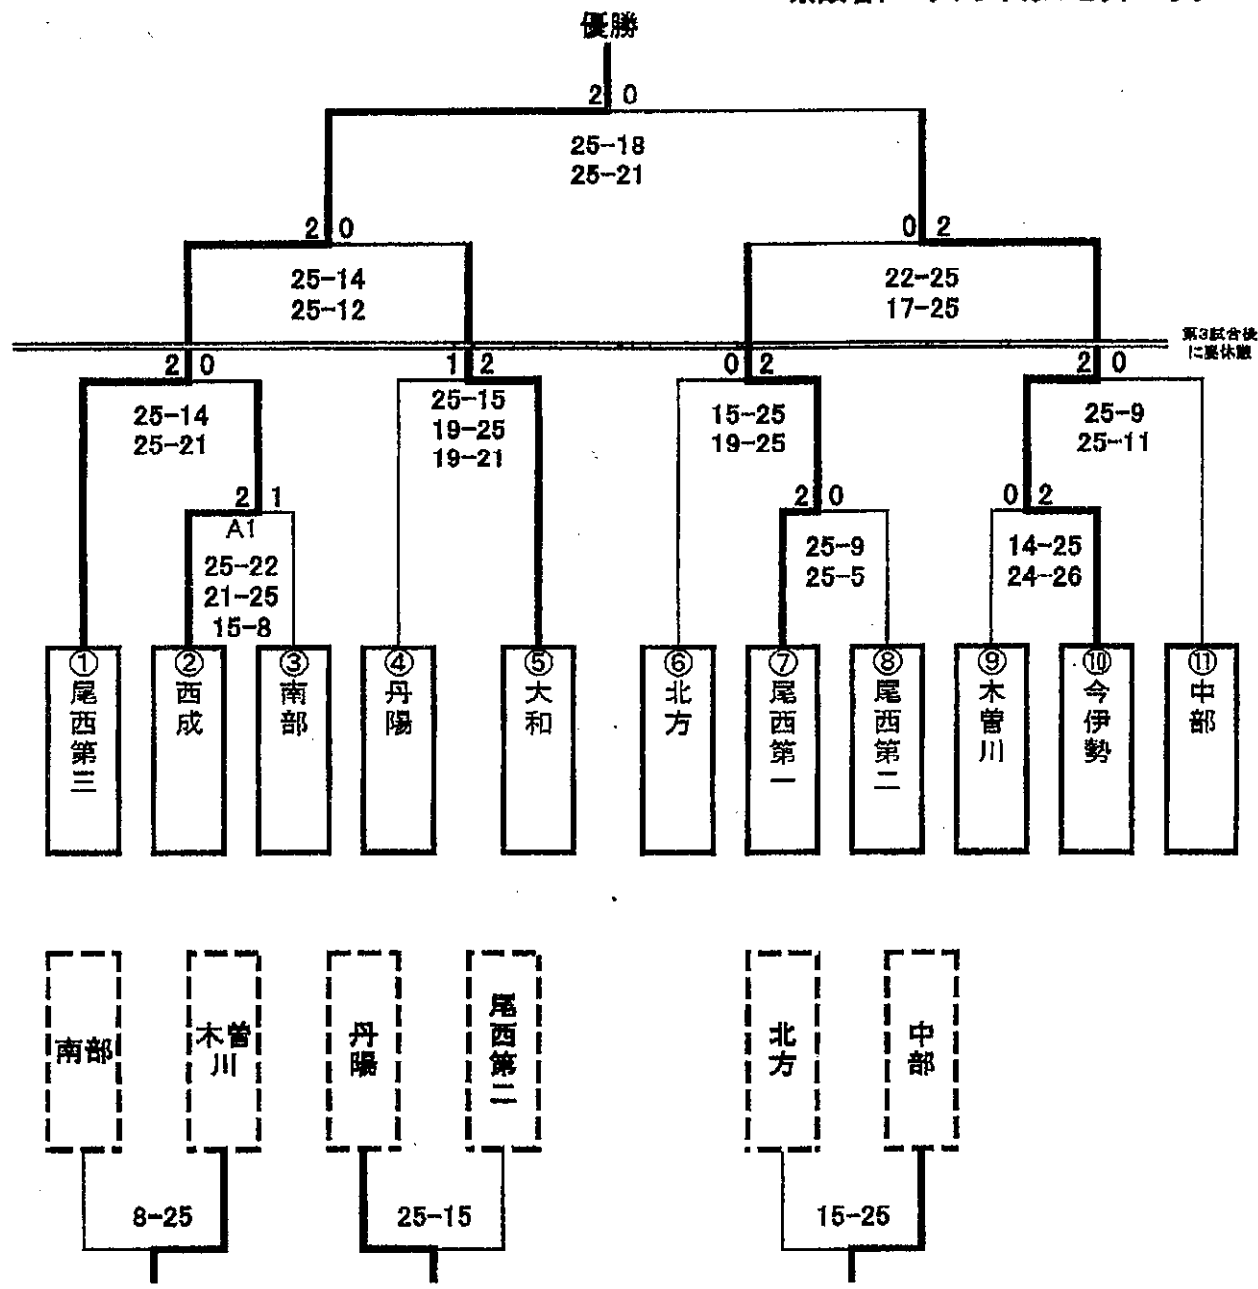 優勝
2 0
25-18
25-21
2 0
0 2
25-14
25-12
22-25
17-25
第3試合後
に昼休憩
2 0
1 2
0 2
2 0
25-14
25-21
25-15
19-25
19-21
15-25
19-25
25-9
25-11
2 1
A1
25-22
21-25
15-8
2 0
25-9
25-5
0 2
14-25
24-26
①尾西第三
②西成
③南部
④丹陽
⑤大和
⑥北方
⑦尾西第一
⑧尾西第二
⑨木曽川
⑩今伊勢
⑪中部
南部
木曽川
丹陽
尾西第二
北方
中部
8-25
25-15
15-25